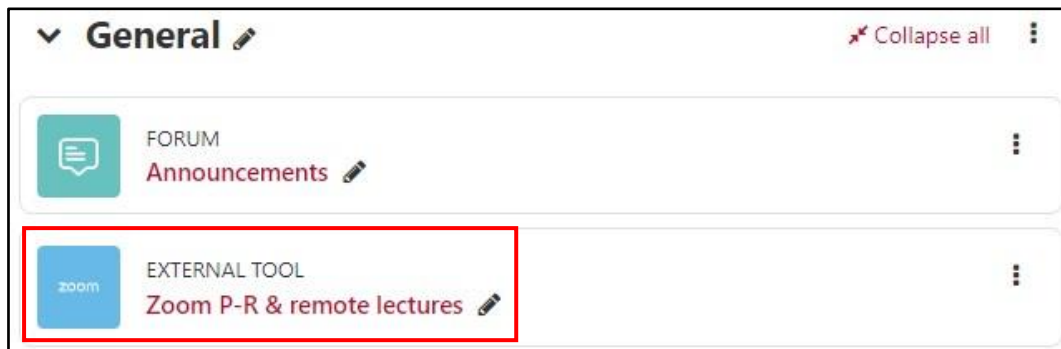 General
Collapse all
FORUM
Announcements
zoom
EXTERNAL TOOL
Zoom P-R & remote lectures